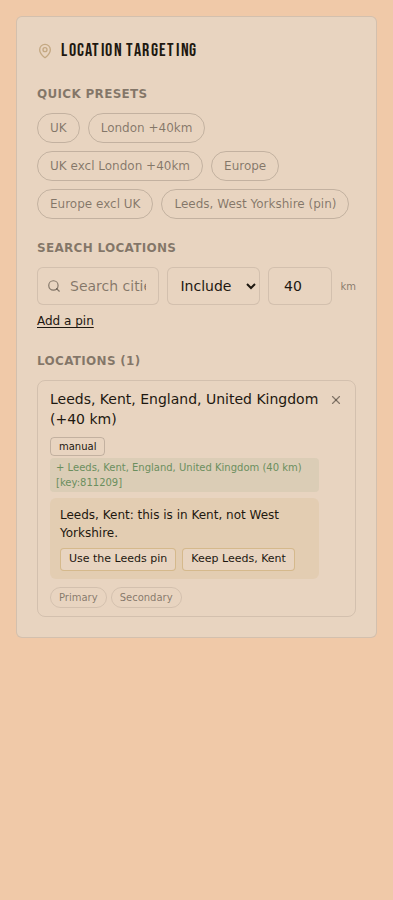 LOCATION TARGETING
QUICK PRESETS
UK
London +40km
UK excl London +40km
Europe
Europe excl UK
Leeds, West Yorkshire (pin)
SEARCH LOCATIONS
Search citi
Include
40
km
Add a pin
LOCATIONS (1)
Leeds, Kent, England, United Kingdom
(+40 km)
manual
+ Leeds, Kent, England, United Kingdom (40 km)
[key:811209]
Leeds, Kent: this is in Kent, not West
Yorkshire.
Use the Leeds pin
Keep Leeds, Kent
Primary
Secondary